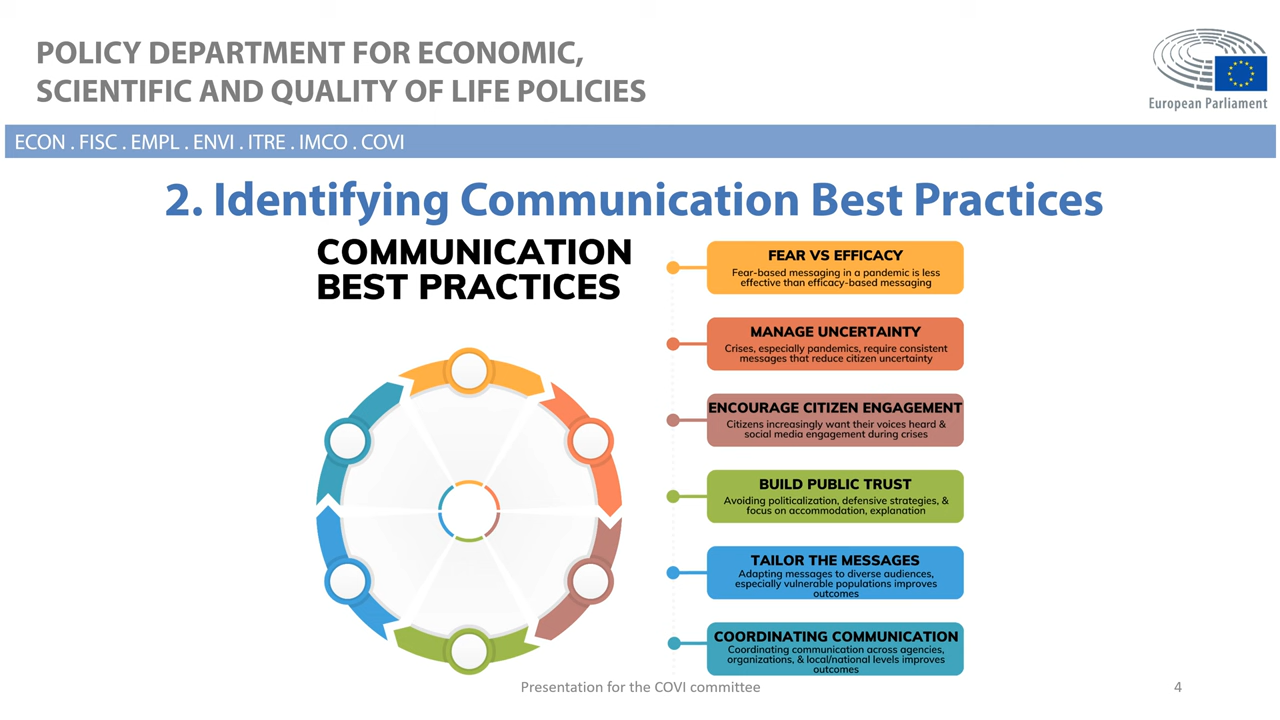 POLICY DEPARTMENT FOR ECONOMIC,
SCIENTIFIC AND QUALITY OF LIFE POLICIES
European Parliament
ECON . FISC . EMPL . ENVI . ITRE . IMCO . COVI
2. Identifying Communication Best Practices
COMMUNICATION
BEST PRACTICES
FEAR VS EFFICACY
Fear-based messaging in a pandemic is less
effective than efficacy-based messaging
MANAGE UNCERTAINTY
Crises, especially pandemics, require consistent
messages that reduce citizen uncertainty
ENCOURAGE CITIZEN ENGAGEMENT
Citizens increasingly want their voices heard &
social media engagement during crises
BUILD PUBLIC TRUST
Avoiding politicalization, defensive strategies, &
focus on accommodation, explanation
TAILOR THE MESSAGES
Adapting messages to diverse audiences,
especially vulnerable populations improves
outcomes
COORDINATING COMMUNICATION
Coordinating communication across agencies,
organizations, & local/national levels improves
outcomes
Presentation for the COVI committee
4